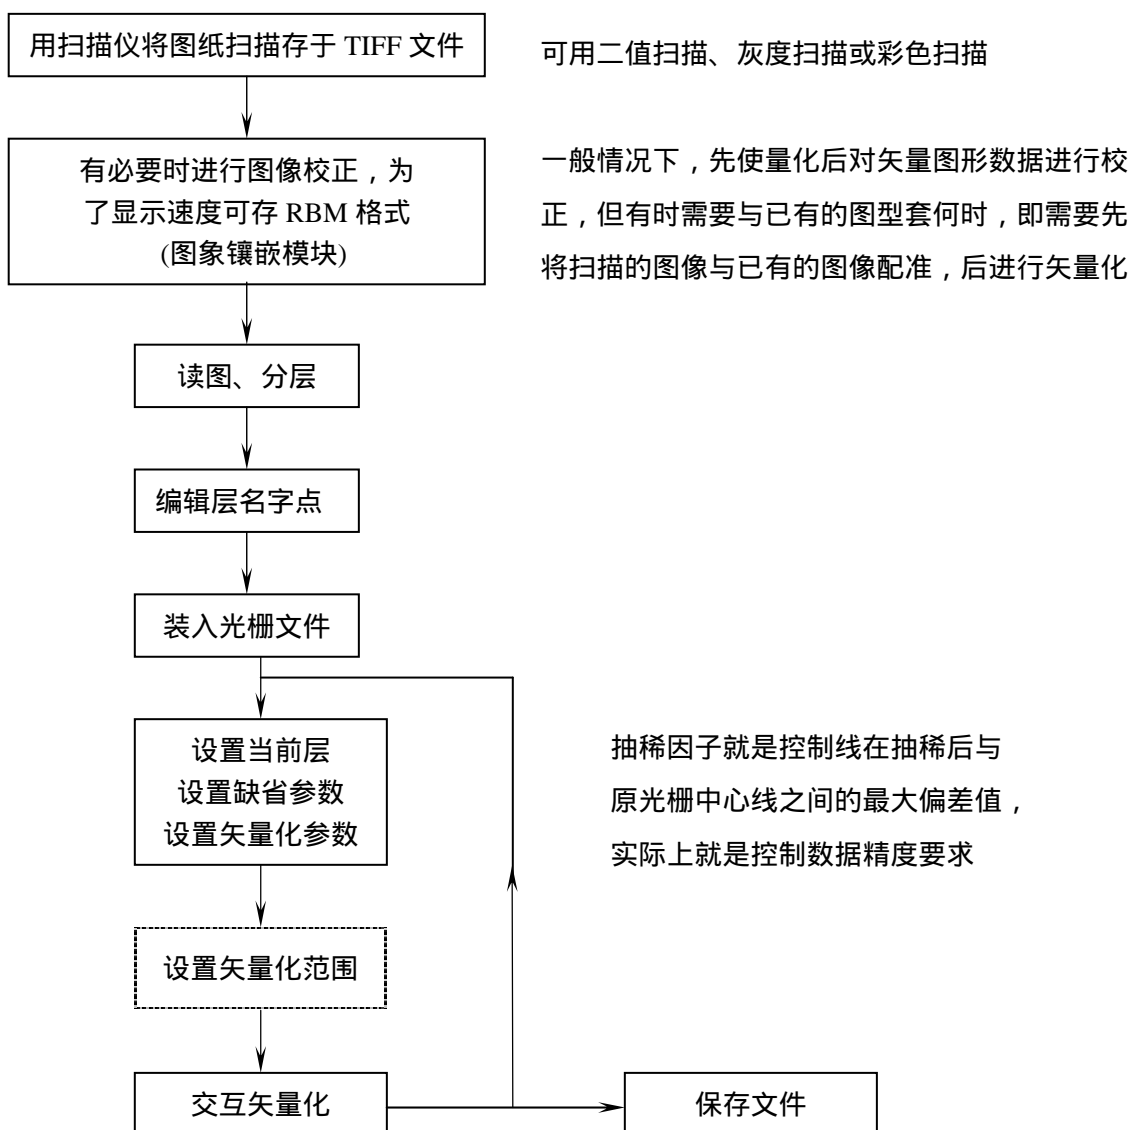 用扫描仪将图纸扫描存于 TIFF 文件
可用二值扫描、灰度扫描或彩色扫描
有必要时进行图像校正，为
了显示速度可存 RBM 格式
(图象镶嵌模块)
一般情况下，先使量化后对矢量图形数据进行校
正，但有时需要与已有的图型套何时，即需要先
将扫描的图像与已有的图像配准，后进行矢量化
读图、分层
编辑层名字点
装入光栅文件
设置当前层
设置缺省参数
设置矢量化参数
抽稀因子就是控制线在抽稀后与
原光栅中心线之间的最大偏差值，
实际上就是控制数据精度要求
设置矢量化范围
交互矢量化
保存文件